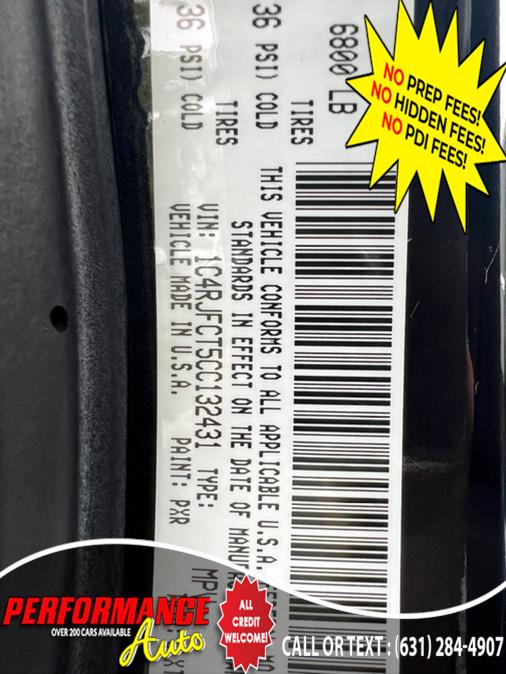 6800 LB
36 PSI) COLD
TIRES
36 PSI) COLD
TIRES
THIS VEHICLE CONFORMS TO ALL APPLICABLE U.S.A.
STANDARDS IN EFFECT ON THE DATE OF MANUF
VIN: 1C4RJFCT5CC132431 TYPE:
VEHICLE MADE IN U.S.A. PAINT: PXR
NO PREP FEES!
NO HIDDEN FEES!
NO PDI FEES!
PERFORMANCE
OVER 200 CARS AVAILABLE
Auto
ALL
CREDIT
WELCOME!
CALL OR TEXT : (631) 284-4907